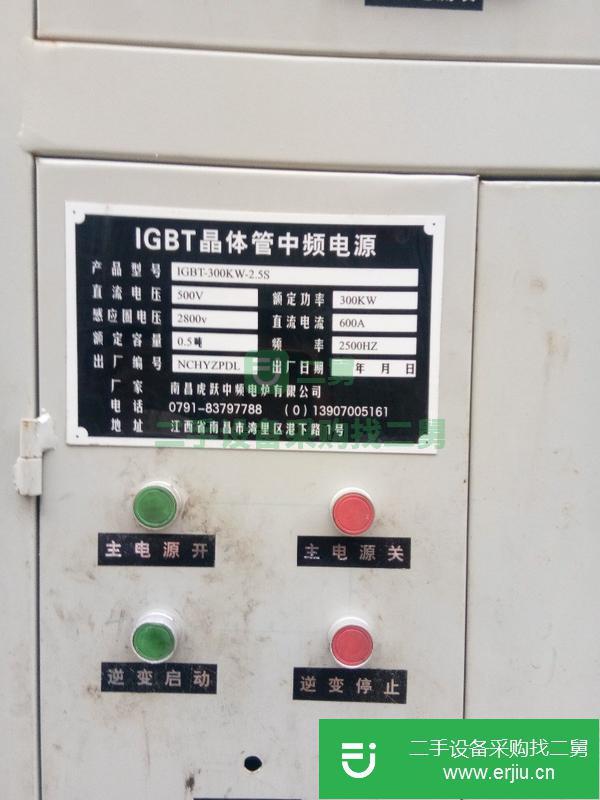 IGBT晶体管中频电源
产品型号 IGBT-300KW-2.5S
直流电压 500V 额定功率 300KW
感应圈电压 2800v 直流电流 600A
额定容量 0.5吨 频率 2500HZ
出厂编号 NCHYZPDL 出厂日期 年 月 日
厂家 南昌虎跃中频电炉有限公司
电话 0791-83797788 (0)13907005161
地址 江西省南昌市湾里区港下路1号
二舅
二手设备采购找二舅
主电源开 主电源关
逆变启动 逆变停止
二手设备采购找二舅
www.erjiu.cn